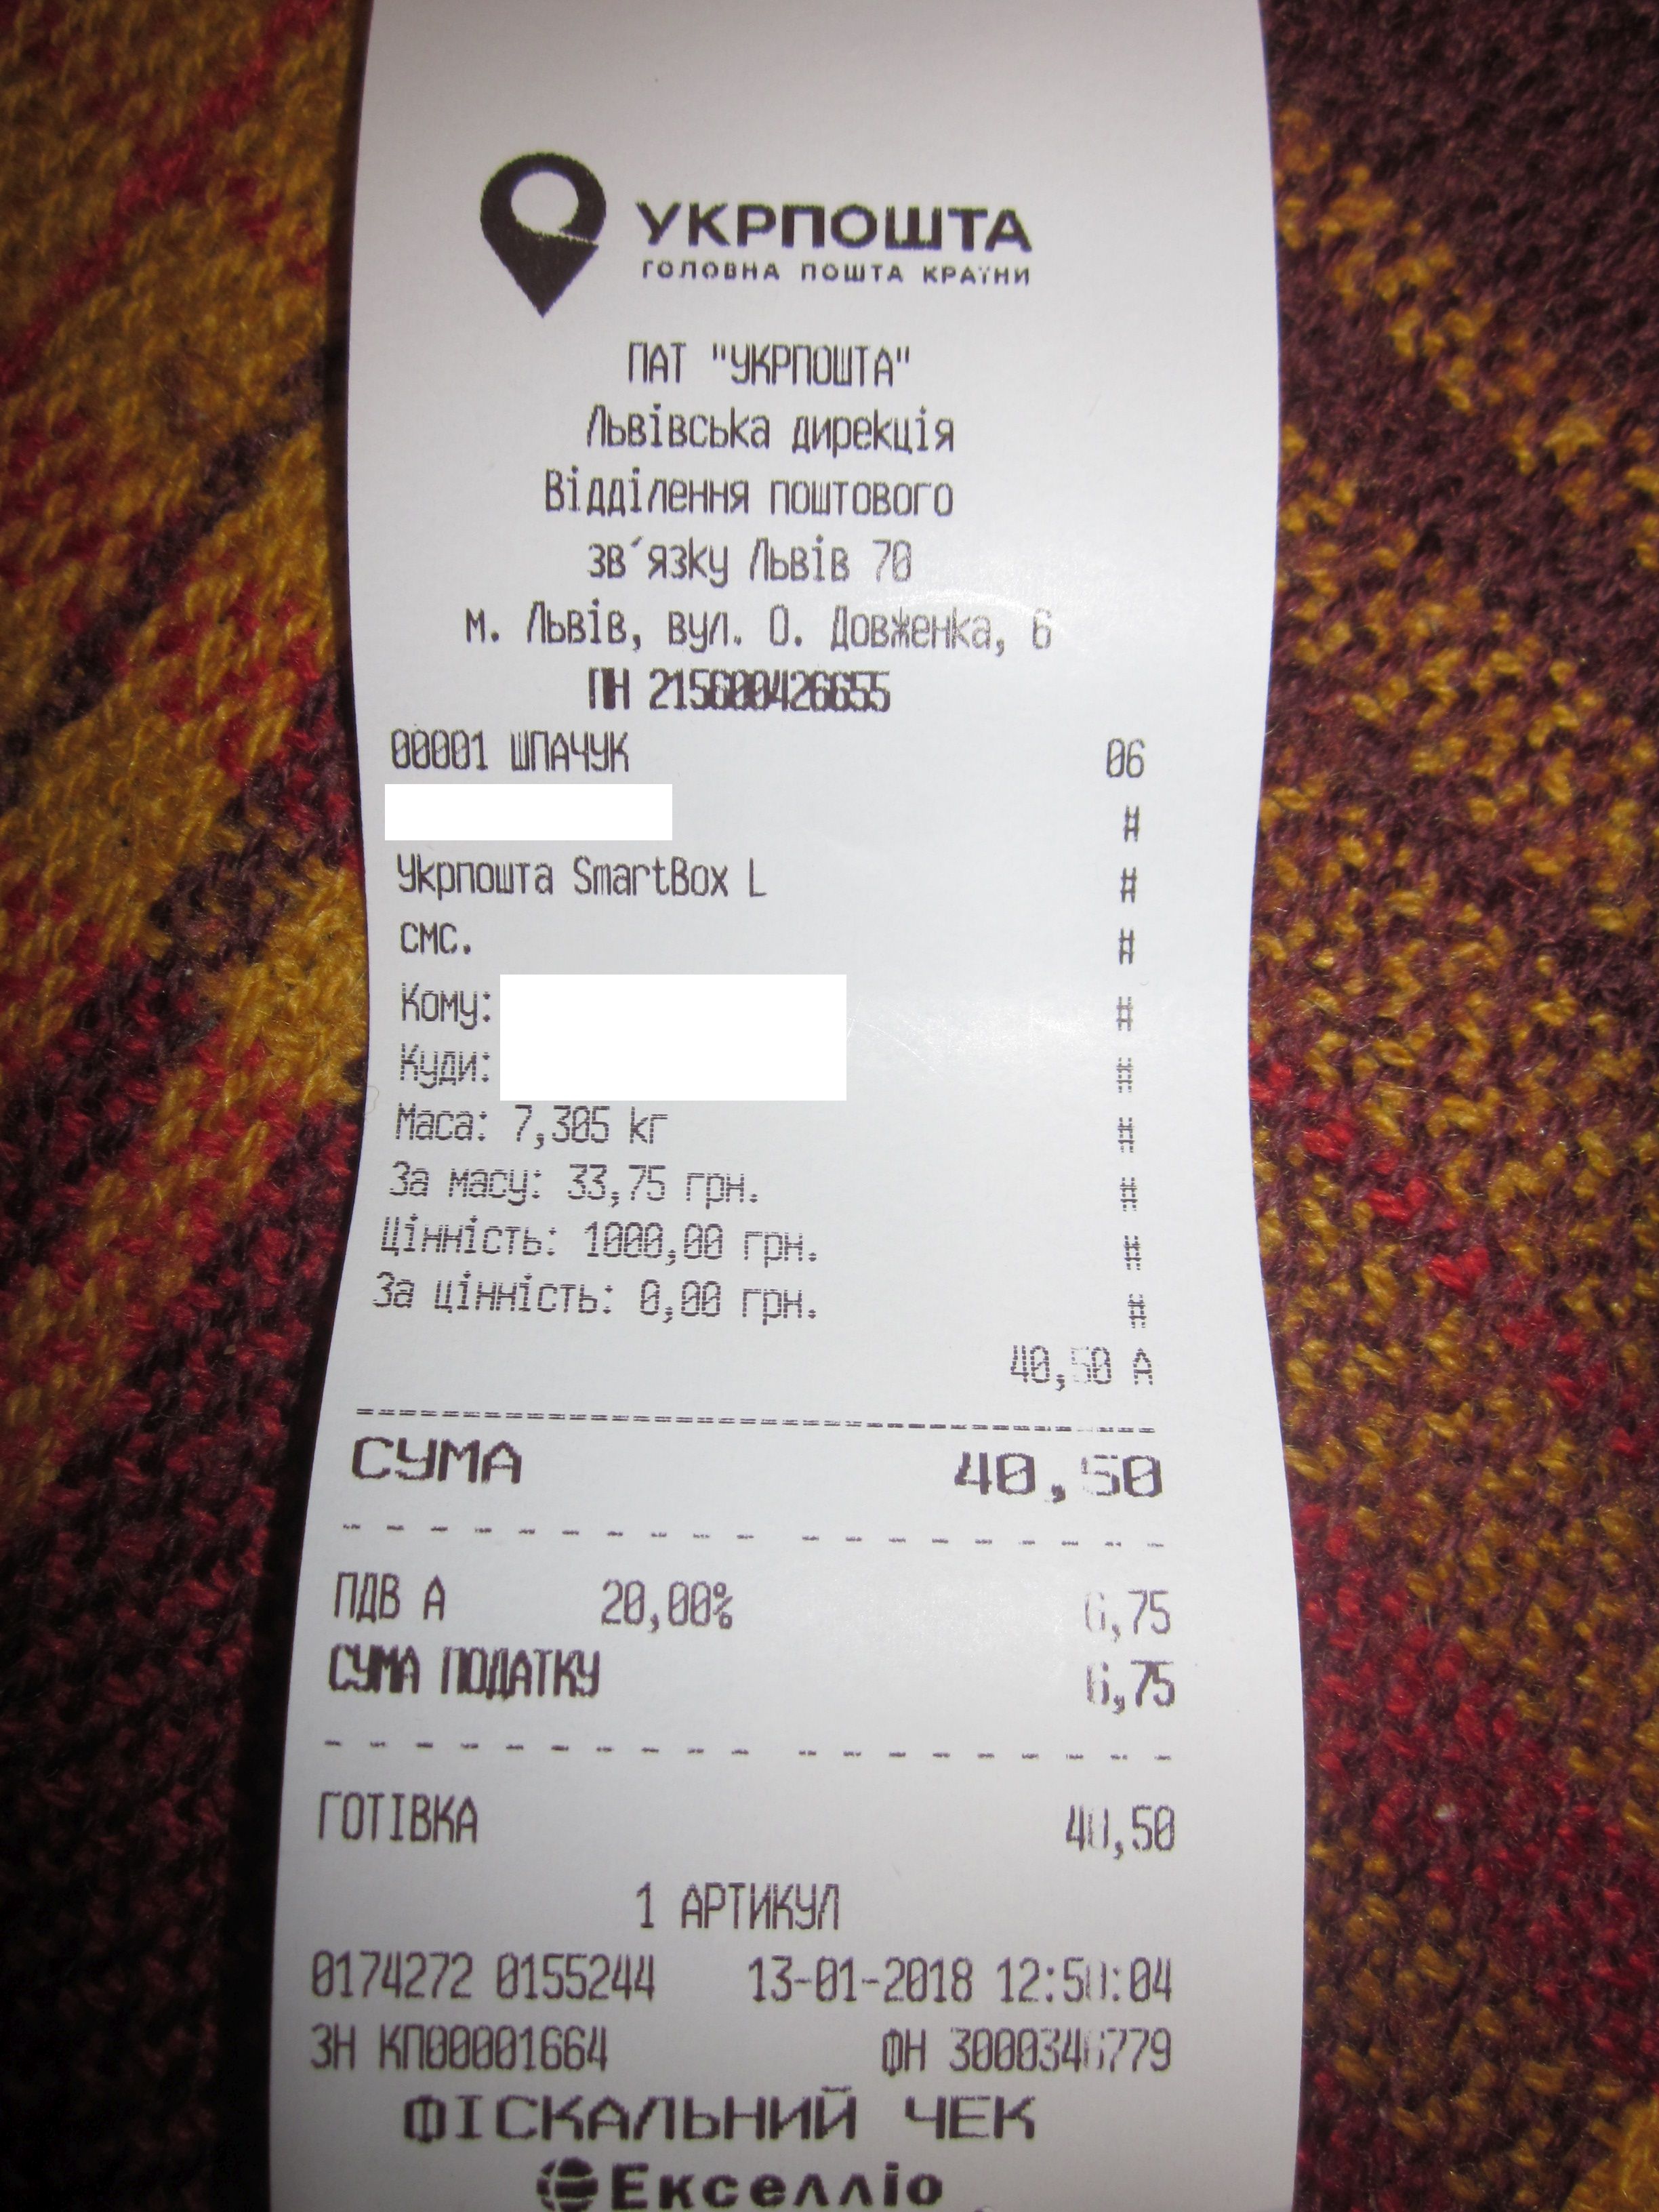 УКРПОШТА
ГОЛОВНА ПОШТА КРАЇНИ
ПАТ "УКРПОШТА"
Львівська дирекція
Відділення поштового
зв´язку Львів 70
м. Львів, вул. О. Довженка, 6
ПН 215600426655
00001 ШПАЧУК 06
#
Укрпошта SmartBox L #
смс. #
Кому: #
Куди: #
Маса: 7,305 кг #
За масу: 33,75 грн. #
Цінність: 1000,00 грн. #
За цінність: 0,00 грн. #
40,50 А
СУМА 40,50
ПДВ А 20,00% 6,75
СУМА ПОДАТКУ 6,75
ГОТІВКА 40,50
1 АРТИКУЛ
0174272 0155244 13-01-2018 12:50:04
ЗН КП00001664 ФН 3000346779
ФІСКАЛЬНИЙ ЧЕК
Екселліо